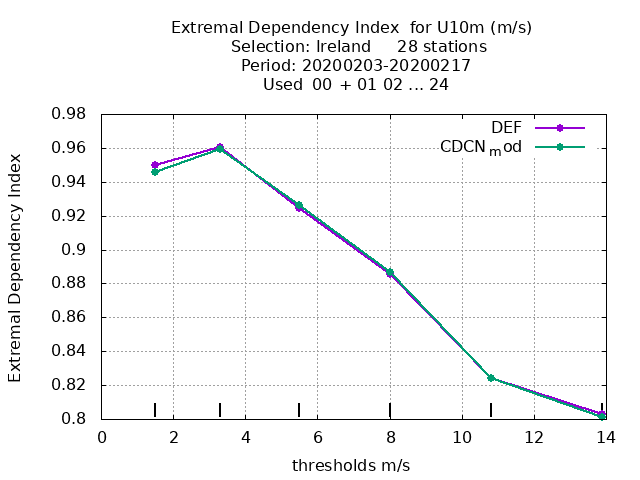 Extremal Dependency Index for U10m (m/s)
Selection: Ireland 28 stations
Period: 20200203-20200217
Used 00 + 01 02 ... 24
DEF
CDCNmod
Extremal Dependency Index
0.98
0.96
0.94
0.92
0.9
0.88
0.86
0.84
0.82
0.8
0 2 4 6 8 10 12 14
thresholds m/s